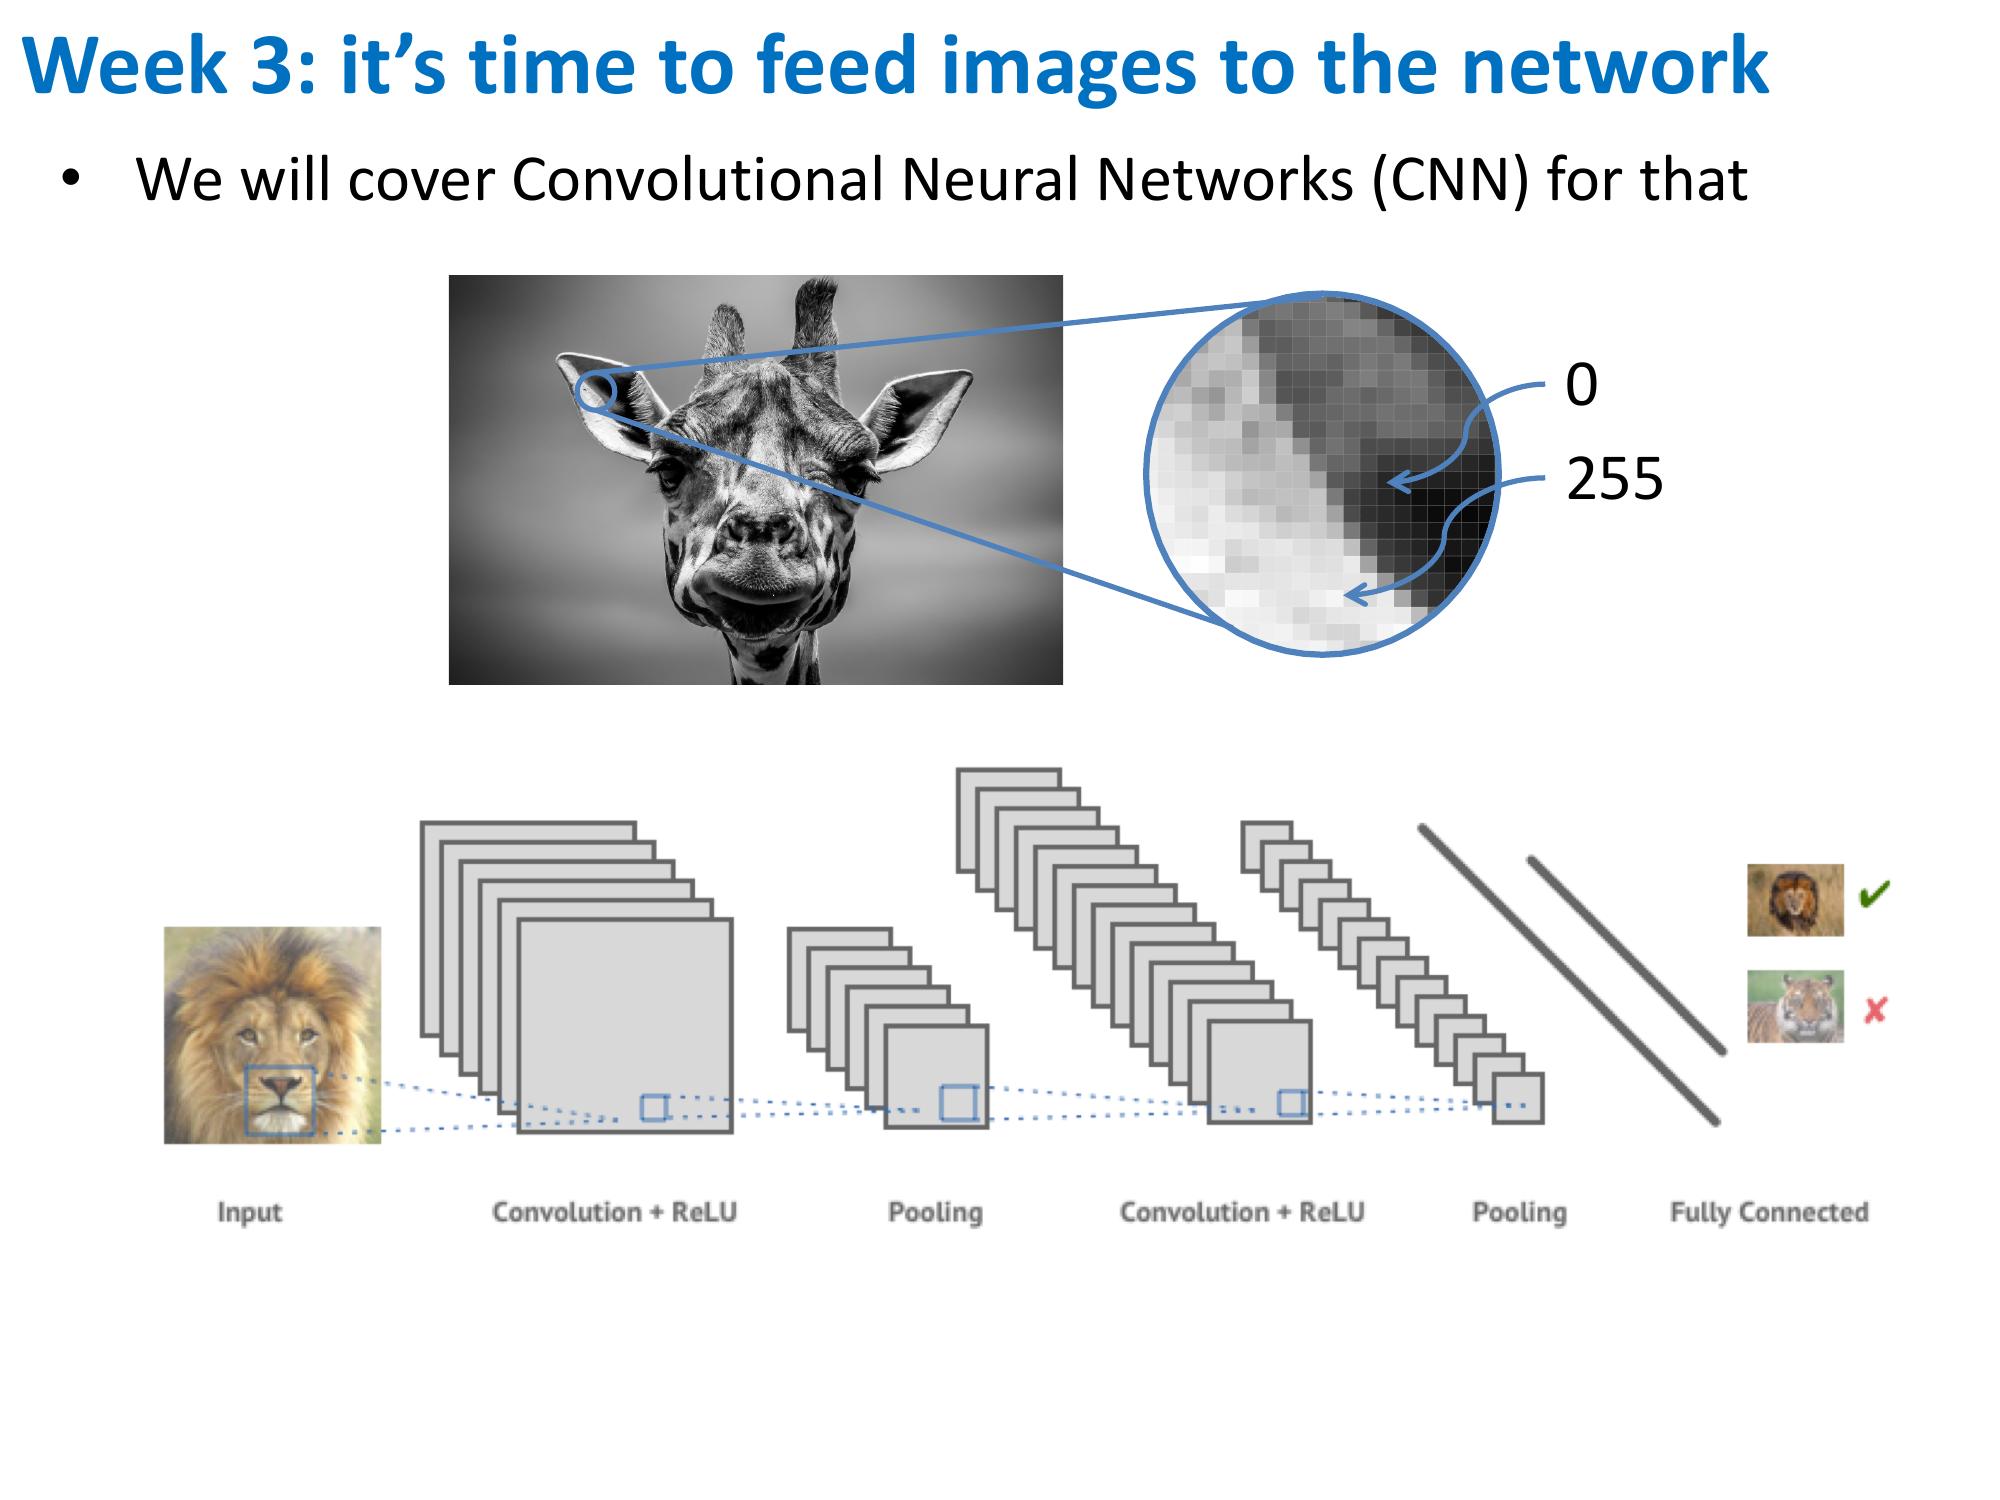 Week 3: it’s time to feed images to the network
• We will cover Convolutional Neural Networks (CNN) for that
0
255
Input
Convolution + ReLU
Pooling
Convolution + ReLU
Pooling
Fully Connected